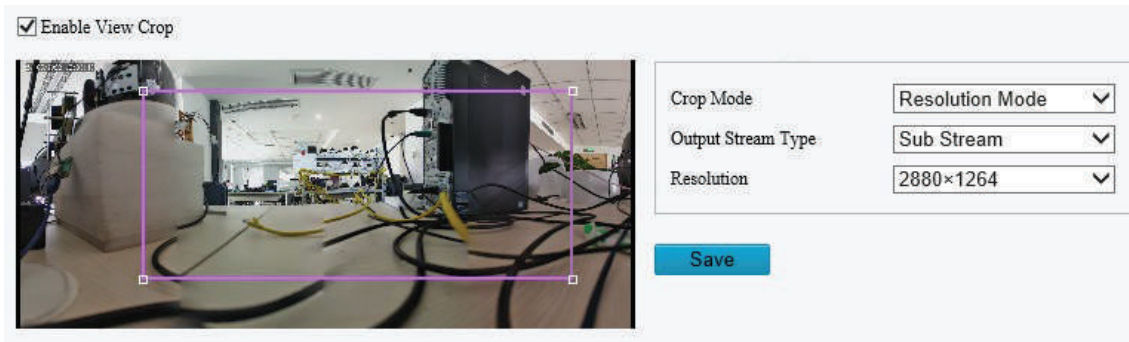 Enable View Crop
Crop Mode Resolution Mode
Output Stream Type Sub Stream
Resolution 2880×1264
Save